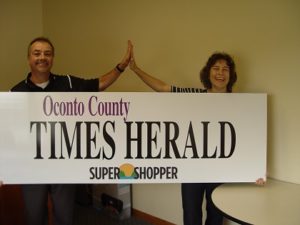 Oconto County
TIMES HERALD
SUPER SHOPPER